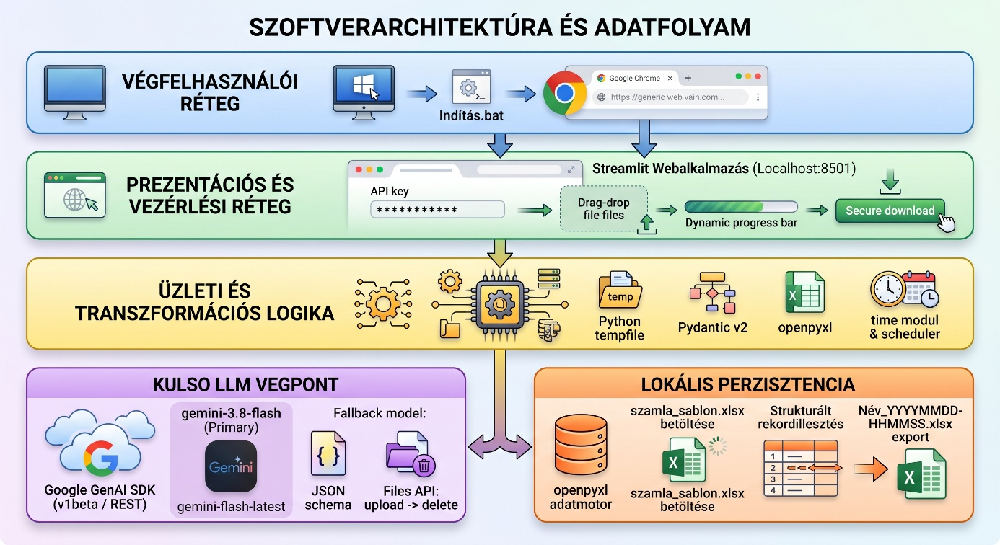 SZOFTVERARCHITEKTÚRA ÉS ADATFOLYAM
VÉGFELHASZNÁLÓI
RÉTEG
Indítás.bat
Google Chrome
https://generic web vain.com...
PREZENTÁCIÓS ÉS
VEZÉRLÉSI RÉTEG
API key
***********
Streamlit Webalkalmazás (Localhost:8501)
Drag-drop
file files
Dynamic progress bar
Secure download
ÜZLETI ÉS
TRANSZFORMÁCIÓS LOGIKA
temp
Python
tempfile
Pydantic v2
X
openpyxl
time modul
& scheduler
KULSO LLM VEGPONT
Google GenAI SDK
(v1beta / REST)
gemini-3.8-flash
(Primary)
Gemini
gemini-flash-latest
Fallback model:
{}
JSON
schema
Files API:
upload -> delete
LOKÁLIS PERZISZTENCIA
openpyxl
adatmotor
szamla_sablon.xlsx
betöltése
X
szamla_sablon.xlsx
betöltése
Strukturált
rekordillesztés
1
2
3
4
Név_YYYYMMDD-
HHMMSS.xlsx
export
X